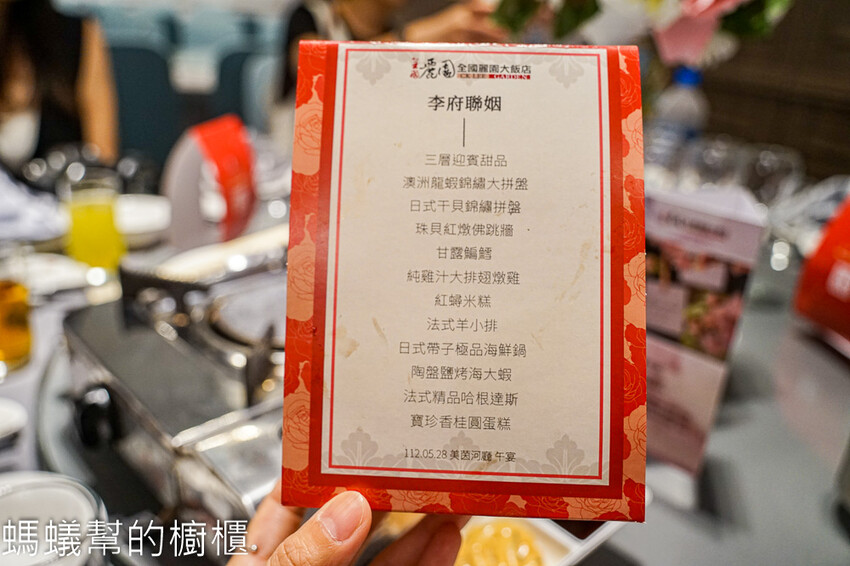 麗園 全國麗園大飯店
GARDEN
李府聯姻
三層迎賓甜品
澳洲龍蝦錦繡大拼盤
日式干貝錦繡拼盤
珠貝紅燉佛跳牆
甘露鯿鱈
純雞汁大排翅燉雞
紅蟳米糕
法式羊小排
日式帶子極品海鮮鍋
陶盤鹽烤海大蝦
法式精品哈根達斯
寶珍香桂圓蛋糕
112.05.28 美茵河廳 午宴
螞蟻幫的櫥櫃